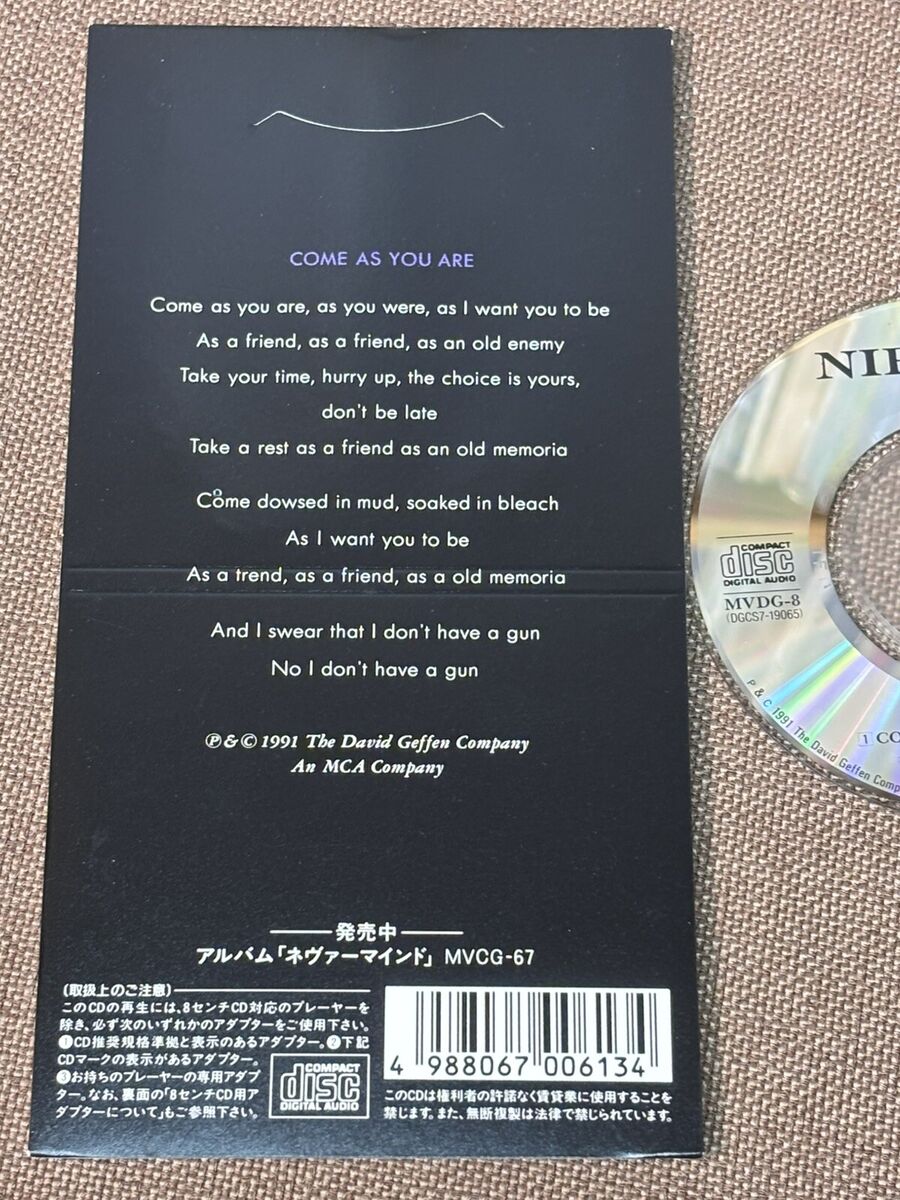 COME AS YOU ARE
Come as you are, as you were, as I want you to be
As a friend, as a friend, as an old enemy
Take your time, hurry up, the choice is yours,
don't be late
Take a rest as a friend as an old memoria
Come dowsed in mud, soaked in bleach
As I want you to be
As a trend, as a friend, as a old memoria
And I swear that I don't have a gun
No I don't have a gun
℗&©1991 The David Geffen Company
An MCA Company
発売中
アルバム「ネヴァーマインド」 MVCG-67
〔取扱上のご注意〕
このCDの再生には、8センチCD対応のプレーヤーを
除き、必ず次のいずれかのアダプターをご使用下さい。
❶CD推奨規格準拠と表示のあるアダプター。❷下記
CDマークの表示があるアダプター。
❸お持ちのプレーヤーの専用アダプ
ター。なお、裏面の「8センチCD用ア
ダプターについて」もご参照下さい。
COMPACT
disc
DIGITAL AUDIO
4 988067 006134
このCDは権利者の許諾なく賃貸業に使用することを
禁じます。また、無断複製は法律で禁じられています。
NIR
COMPACT
disc
DIGITAL AUDIO
MVDG-8
(DGCS7-19065)
1 CO
℗ & © 1991 The David Geffen Comp